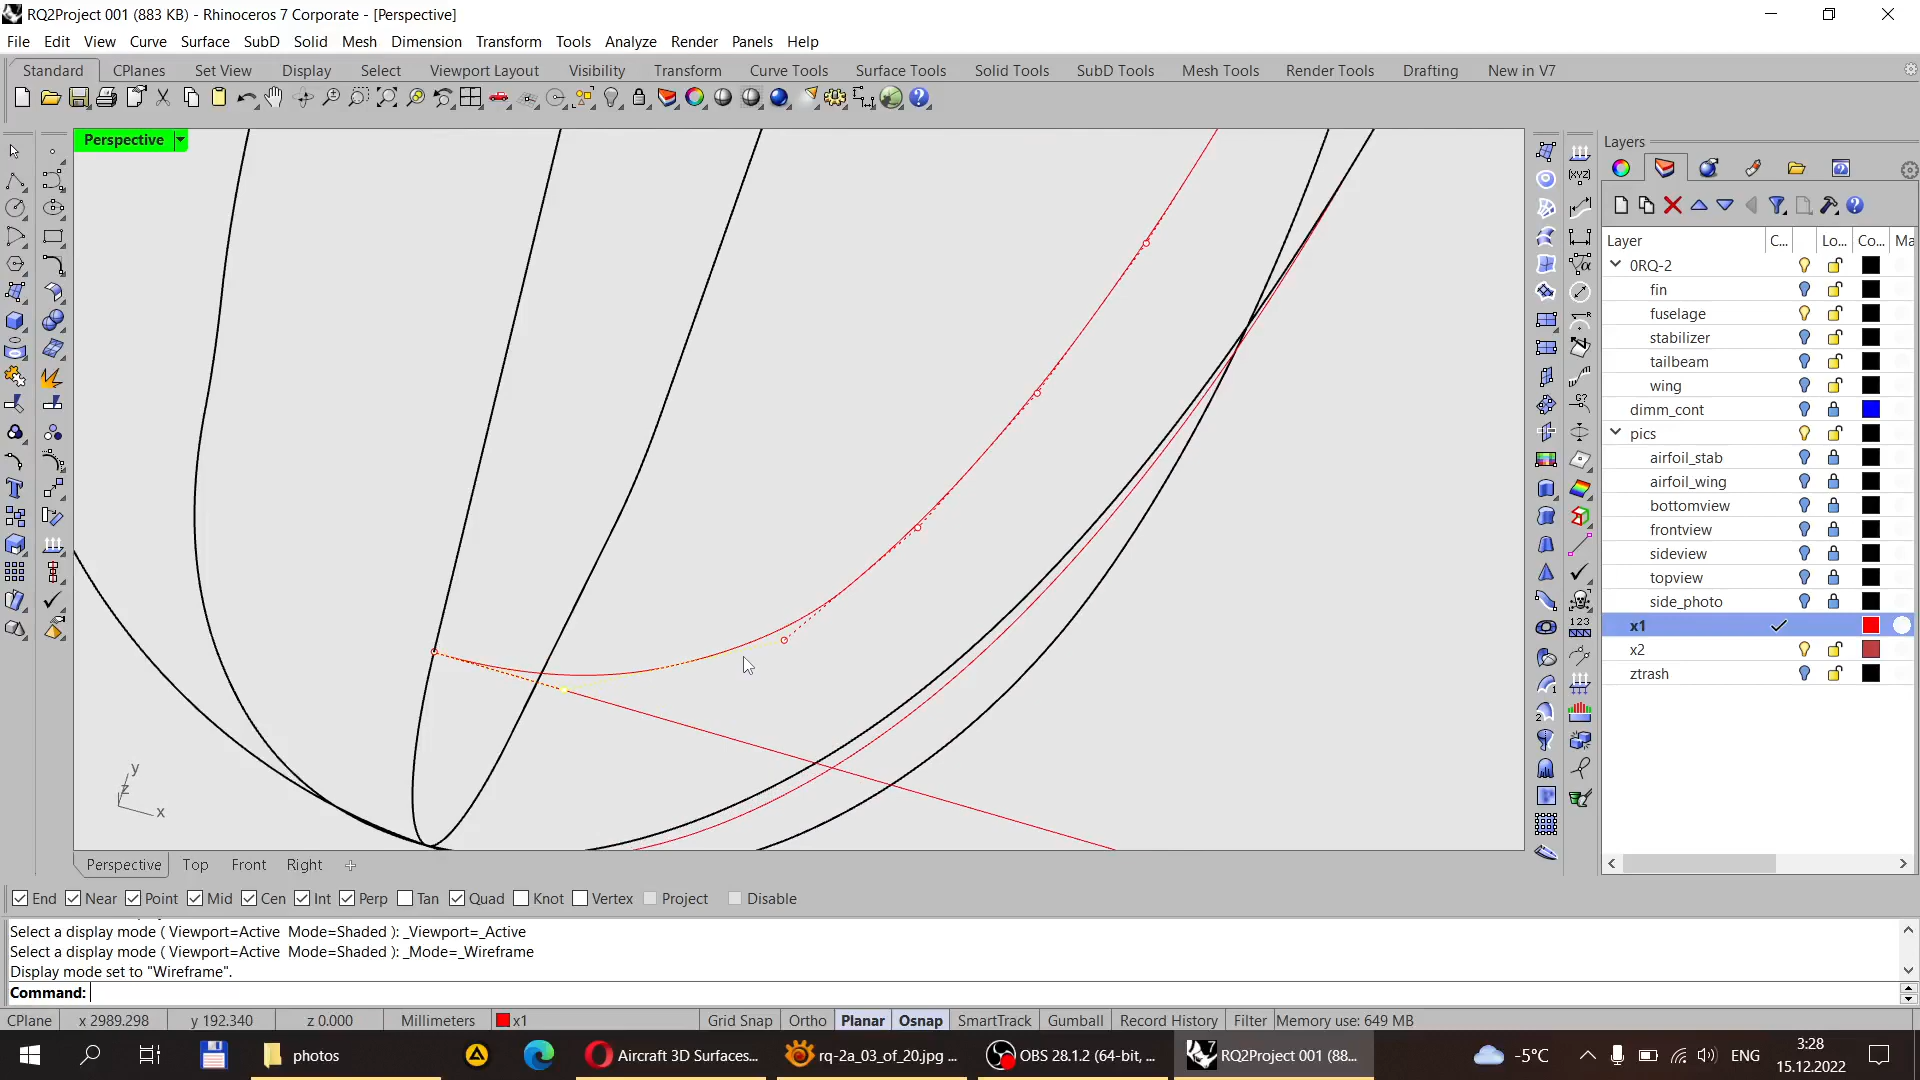 RQ2Project 001 (883 KB) - Rhinoceros 7 Corporate - [Perspective]
File Edit View Curve Surface SubD Solid Mesh Dimension Transform Tools Analyze Render Panels Help
Standard CPlanes Set View Display Select Viewport Layout Visibility Transform Curve Tools Surface Tools Solid Tools SubD Tools Mesh Tools Render Tools Drafting New in V7
Perspective
Layers
Layer C... Lo... Co... Ma
0RQ-2
fin
fuselage
stabilizer
tailbeam
wing
dimm_cont
pics
airfoil_stab
airfoil_wing
bottomview
frontview
sideview
topview
side_photo
x1
x2
ztrash
y
z
x
Perspective Top Front Right
End Near Point Mid Cen Int Perp Tan Quad Knot Vertex Project Disable
Select a display mode ( Viewport=Active Mode=Shaded ): _Viewport=_Active
Select a display mode ( Viewport=Active Mode=Shaded ): _Mode=_Wireframe
Display mode set to "Wireframe".
Command:
CPlane x 2989.298 y 192.340 z 0.000 Millimeters x1 Grid Snap Ortho Planar Osnap SmartTrack Gumball Record History Filter Memory use: 649 MB
photos Aircraft 3D Surfaces... rq-2a_03_of_20.jpg ... OBS 28.1.2 (64-bit, ... RQ2Project 001 (88... -5°C ENG 3:28
15.12.2022